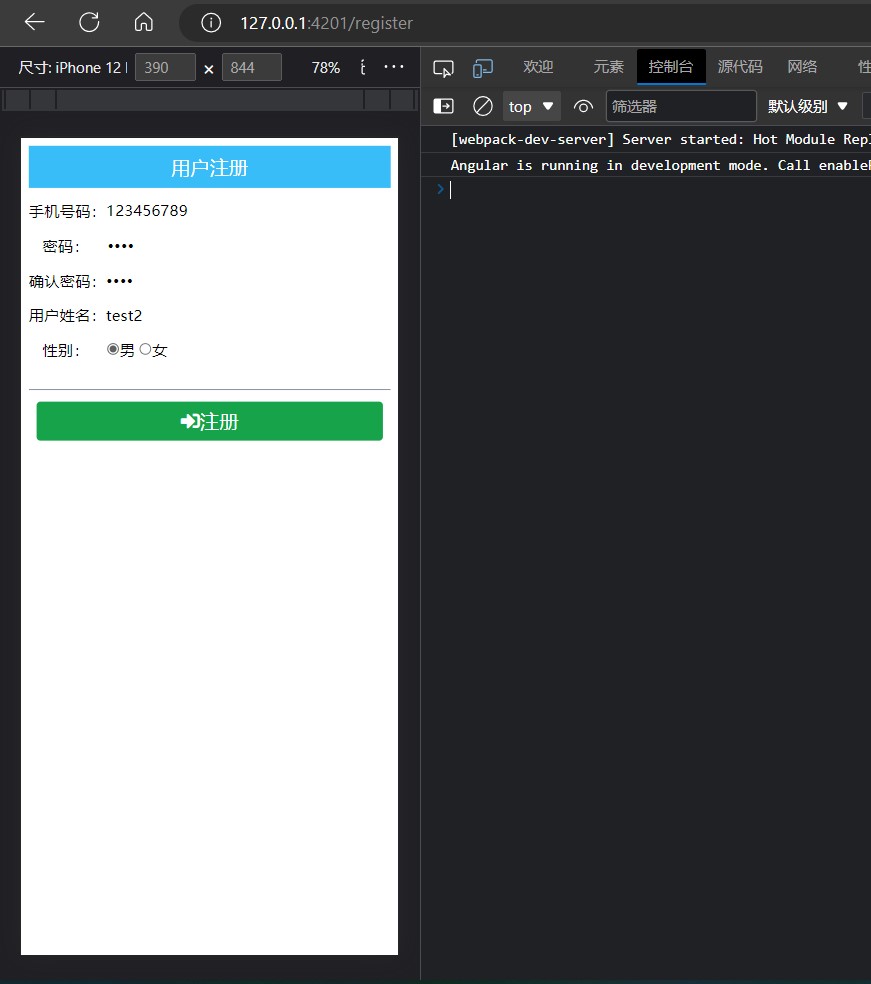 127.0.0.1:4201/register
尺寸: iPhone 12
390 × 844 78%
欢迎 元素 控制台 源代码 网络 性
top 筛选器 默认级别
[webpack-dev-server] Server started: Hot Module Repl
Angular is running in development mode. Call enable
用户注册
手机号码：123456789
密码： ••••
确认密码：••••
用户姓名：test2
性别： 男 女
注册